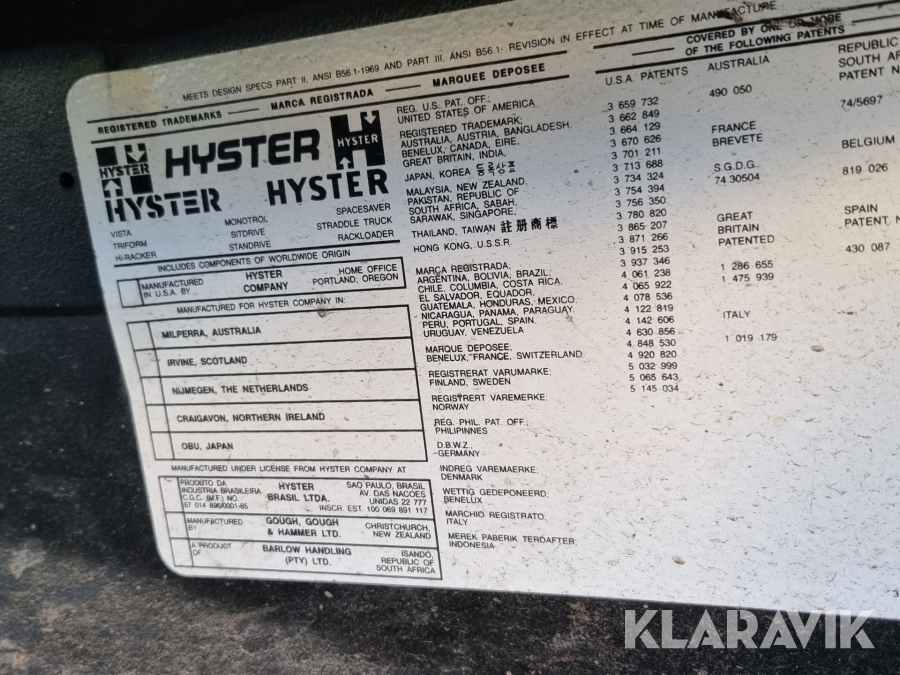 MEETS DESIGN SPECS PART II, ANSI B56.1-1969 AND PART III, ANSI B56.1- REVISION IN EFFECT AT TIME OF MANUFACTURE
REGISTERED TRADEMARKS — MARCA REGISTRADA — MARQUEE DEPOSEE
HYSTER HYSTER HYSTER
HYSTER HYSTER
VISTA MONOTROL SPACESAVER
TRIFORM SITDRIVE STRADDLE TRUCK
HI-RACKER STANDRIVE RACKLOADER
INCLUDES COMPONENTS OF WORLDWIDE ORIGIN
MANUFACTURED HYSTER HOME OFFICE
IN U.S.A. BY COMPANY PORTLAND, OREGON
MANUFACTURED FOR HYSTER COMPANY IN:
MILPERRA, AUSTRALIA
IRVINE, SCOTLAND
NIJMEGEN, THE NETHERLANDS
CRAIGAVON, NORTHERN IRELAND
OBU, JAPAN
MANUFACTURED UNDER LICENSE FROM HYSTER COMPANY AT
PRODUTO DA HYSTER SAO PAULO, BRASIL
INDUSTRIA BRASILEIRA BRASIL LTDA. AV. DAS NACOES
C.G.C. (M.F.) NO. UNIDAS 22 777
57 014 896/0001-85 INSCR. EST. 100 069 891 117
MANUFACTURED GOUGH, GOUGH CHRISTCHURCH,
BY & HAMMER LTD. NEW ZEALAND
A PRODUCT BARLOW HANDLING ISANDO,
OF (PTY) LTD. REPUBLIC OF
SOUTH AFRICA
REG. U.S. PAT. OFF.;
UNITED STATES OF AMERICA
REGISTERED TRADEMARK;
AUSTRALIA, AUSTRIA, BANGLADESH,
BENELUX, CANADA, EIRE,
GREAT BRITAIN, INDIA,
JAPAN, KOREA 등록상표
MALAYSIA, NEW ZEALAND,
PAKISTAN, REPUBLIC OF
SOUTH AFRICA, SABAH,
SARAWAK, SINGAPORE,
THAILAND, TAIWAN 註册商標
HONG KONG, U.S.S.R.
MARCA REGISTRADA;
ARGENTINA, BOLIVIA, BRAZIL,
CHILE, COLUMBIA, COSTA RICA,
EL SALVADOR, EQUADOR,
GUATEMALA, HONDURAS, MEXICO,
NICARAGUA, PANAMA, PARAGUAY,
PERU, PORTUGAL, SPAIN,
URUGUAY, VENEZUELA
MARQUE DEPOSEE;
BENELUX, FRANCE, SWITZERLAND
REGISTRERAT VARUMARKE;
FINLAND, SWEDEN
REGISTRERT VAREMERKE;
NORWAY
REG. PHIL. PAT. OFF.;
PHILIPINNES
D.B.W.Z.;
GERMANY
INDREG VAREMAERKE;
DENMARK
WETTIG GEDEPONEERD;
BENELUX
MARCHIO REGISTRATO;
ITALY
MEREK PABERIK TERDAFTER;
INDONESIA
COVERED BY ONE OR MORE
OF THE FOLLOWING PATENTS
U.S.A. PATENTS
3 659 732
3 662 849
3 664 129
3 670 626
3 701 211
3 713 688
3 734 324
3 754 394
3 756 350
3 780 820
3 865 207
3 871 266
3 915 253
3 937 346
4 061 238
4 065 922
4 078 536
4 122 819
4 142 606
4 630 856
4 848 530
4 920 820
5 032 999
5 065 643
5 145 034
AUSTRALIA
490 050
FRANCE
BREVETE
S.G.D.G.
74.30504
GREAT
BRITAIN
PATENTED
1 286 655
1 475 939
ITALY
1 019 179
REPUBLIC
SOUTH AFR
PATENT N
74/5697
BELGIUM
819 026
SPAIN
PATENT N
430 087
3
KLARAVIK